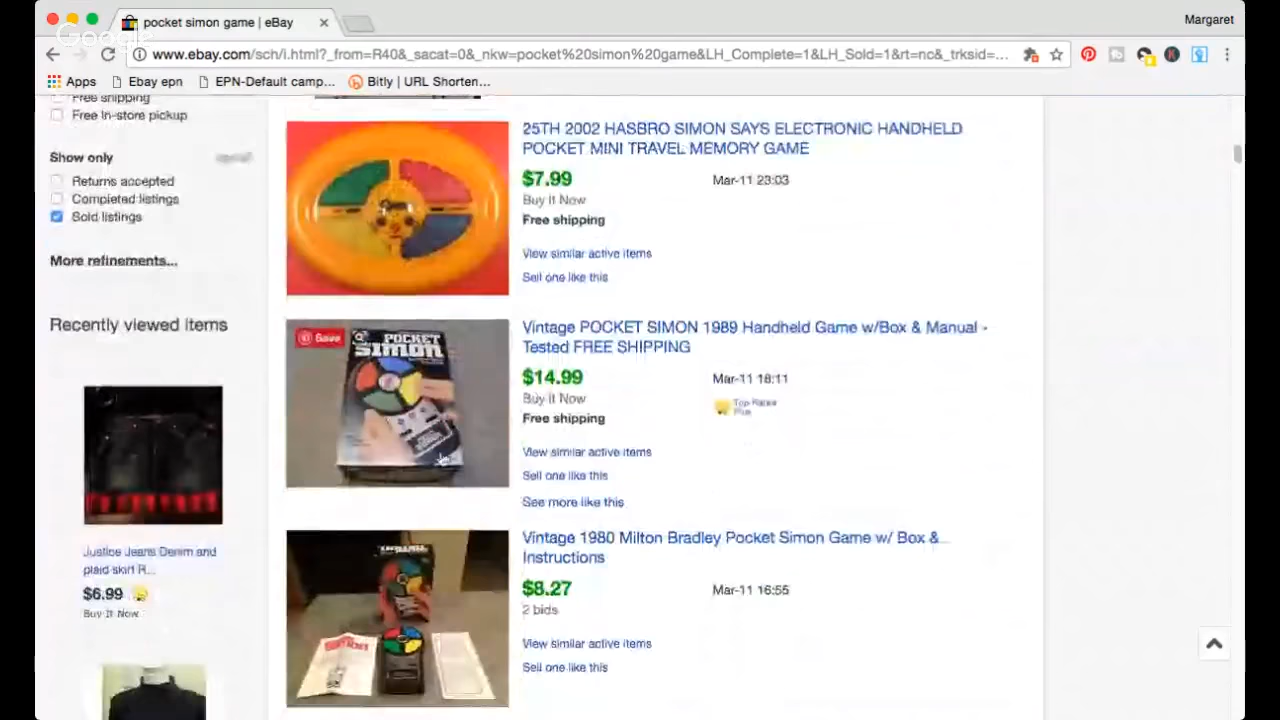 pocket simon game | eBay
Margaret
Google
www.ebay.com/sch/i.html?_from=R40&_sacat=0&_nkw=pocket%20simon%20game&LH_Complete=1&LH_Sold=1&rt=nc&_trksid=...
Apps
Ebay epn
EPN-Default camp...
Bitly | URL Shorten...
Free shipping
Free In-store pickup
Show only
Returns accepted
Completed listings
Sold listings
More refinements...
Recently viewed items
Justice Jeans Denim and
plaid skirt R...
$6.99
Buy It Now
25TH 2002 HASBRO SIMON SAYS ELECTRONIC HANDHELD
POCKET MINI TRAVEL MEMORY GAME
$7.99
Mar-11 23:03
Buy It Now
Free shipping
View similar active items
Sell one like this
Save
POCKET
SIMON
Vintage POCKET SIMON 1989 Handheld Game w/Box & Manual -
Tested FREE SHIPPING
$14.99
Mar-11 18:11
Buy It Now
Top Rated
Plus
Free shipping
View similar active items
Sell one like this
See more like this
Vintage 1980 Milton Bradley Pocket Simon Game w/ Box &
Instructions
$8.27
Mar-11 16:55
2 bids
View similar active items
Sell one like this